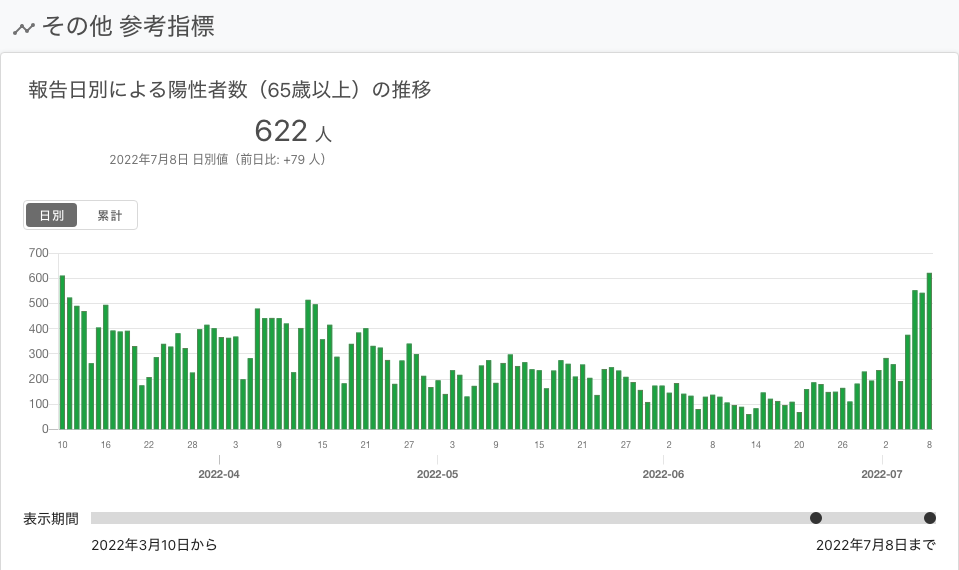 その他 参考指標
報告日別による陽性者数（65歳以上）の推移
622 人
2022年7月8日 日別値（前日比: +79 人）
日別 累計
700
600
500
400
300
200
100
0
10 16 22 28 3 9 15 21 27 3 9 15 21 27 2 8 14 20 26 2 8
2022-04 2022-05 2022-06 2022-07
表示期間
2022年3月10日から 2022年7月8日まで